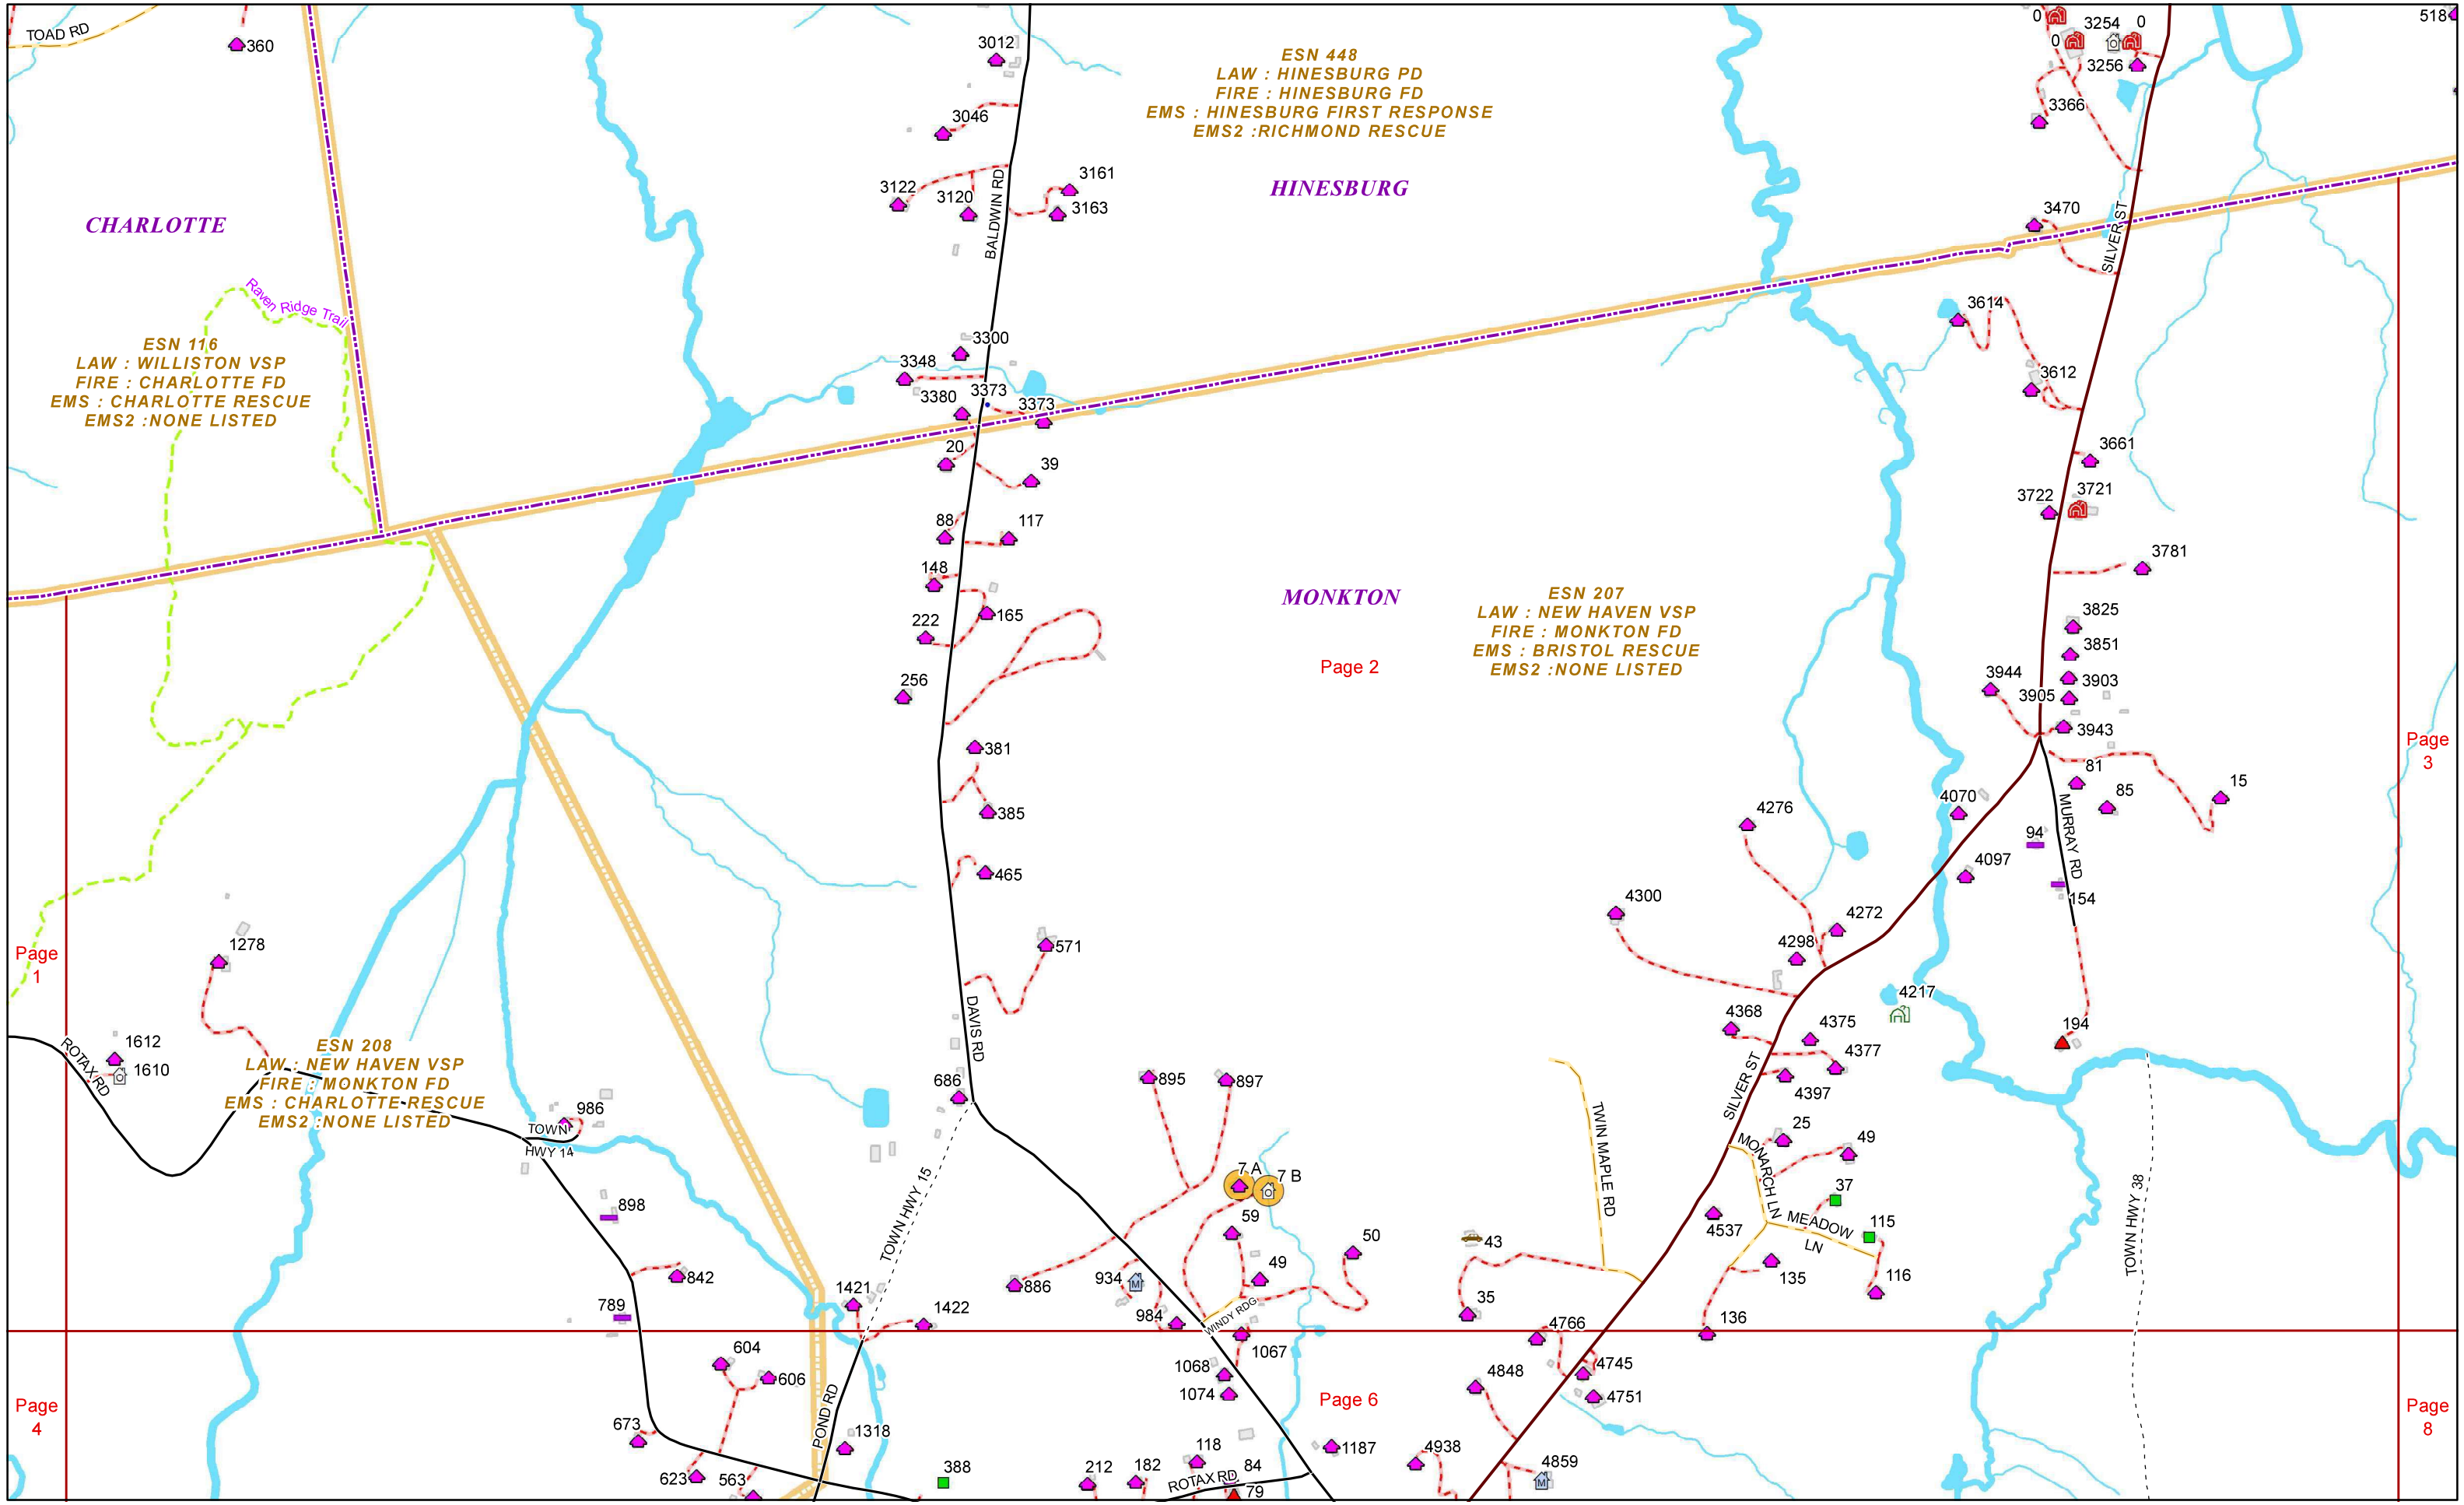 TOAD RD
360
3012
ESN 448
LAW : HINESBURG PD
FIRE : HINESBURG FD
EMS : HINESBURG FIRST RESPONSE
EMS2 :RICHMOND RESCUE
0
3254
0
518
0
3256
3366
3046
3161
3122
3120
3163
BALDWIN RD
HINESBURG
CHARLOTTE
3470
SILVER ST
Raven Ridge Trail
3614
ESN 116
LAW : WILLISTON VSP
FIRE : CHARLOTTE FD
EMS : CHARLOTTE RESCUE
EMS2 :NONE LISTED
3300
3348
3380
3373
3373
3612
20
39
3661
3722
3721
88
117
3781
148
MONKTON
ESN 207
LAW : NEW HAVEN VSP
FIRE : MONKTON FD
EMS : BRISTOL RESCUE
EMS2 :NONE LISTED
165
222
3825
3851
Page 2
256
3944
3903
3905
3943
381
Page
3
81
15
85
385
4276
4070
MURRAY RD
94
4097
465
154
4300
4272
4298
571
1278
Page
1
4217
DAVIS RD
4368
4375
194
1612
1610
ROTAX RD
ESN 208
LAW : NEW HAVEN VSP
FIRE : MONKTON FD
EMS : CHARLOTTE RESCUE
EMS2 :NONE LISTED
4377
4397
SILVER ST
686
895
897
986
TOWN
HWY 14
TWIN MAPLE RD
25
49
MONARCH LN
7 A
7 B
37
898
TOWN HWY 15
59
50
43
4537
MEADOW
LN
115
TOWN HWY 38
842
886
934
49
135
116
789
1421
1422
984
WINDY RDG
35
136
4766
604
606
1068
1067
1074
4848
4745
4751
Page
4
Page 6
Page
8
POND RD
673
1318
118
1187
4938
623
563
388
212
182
ROTAX RD
84
79
4859